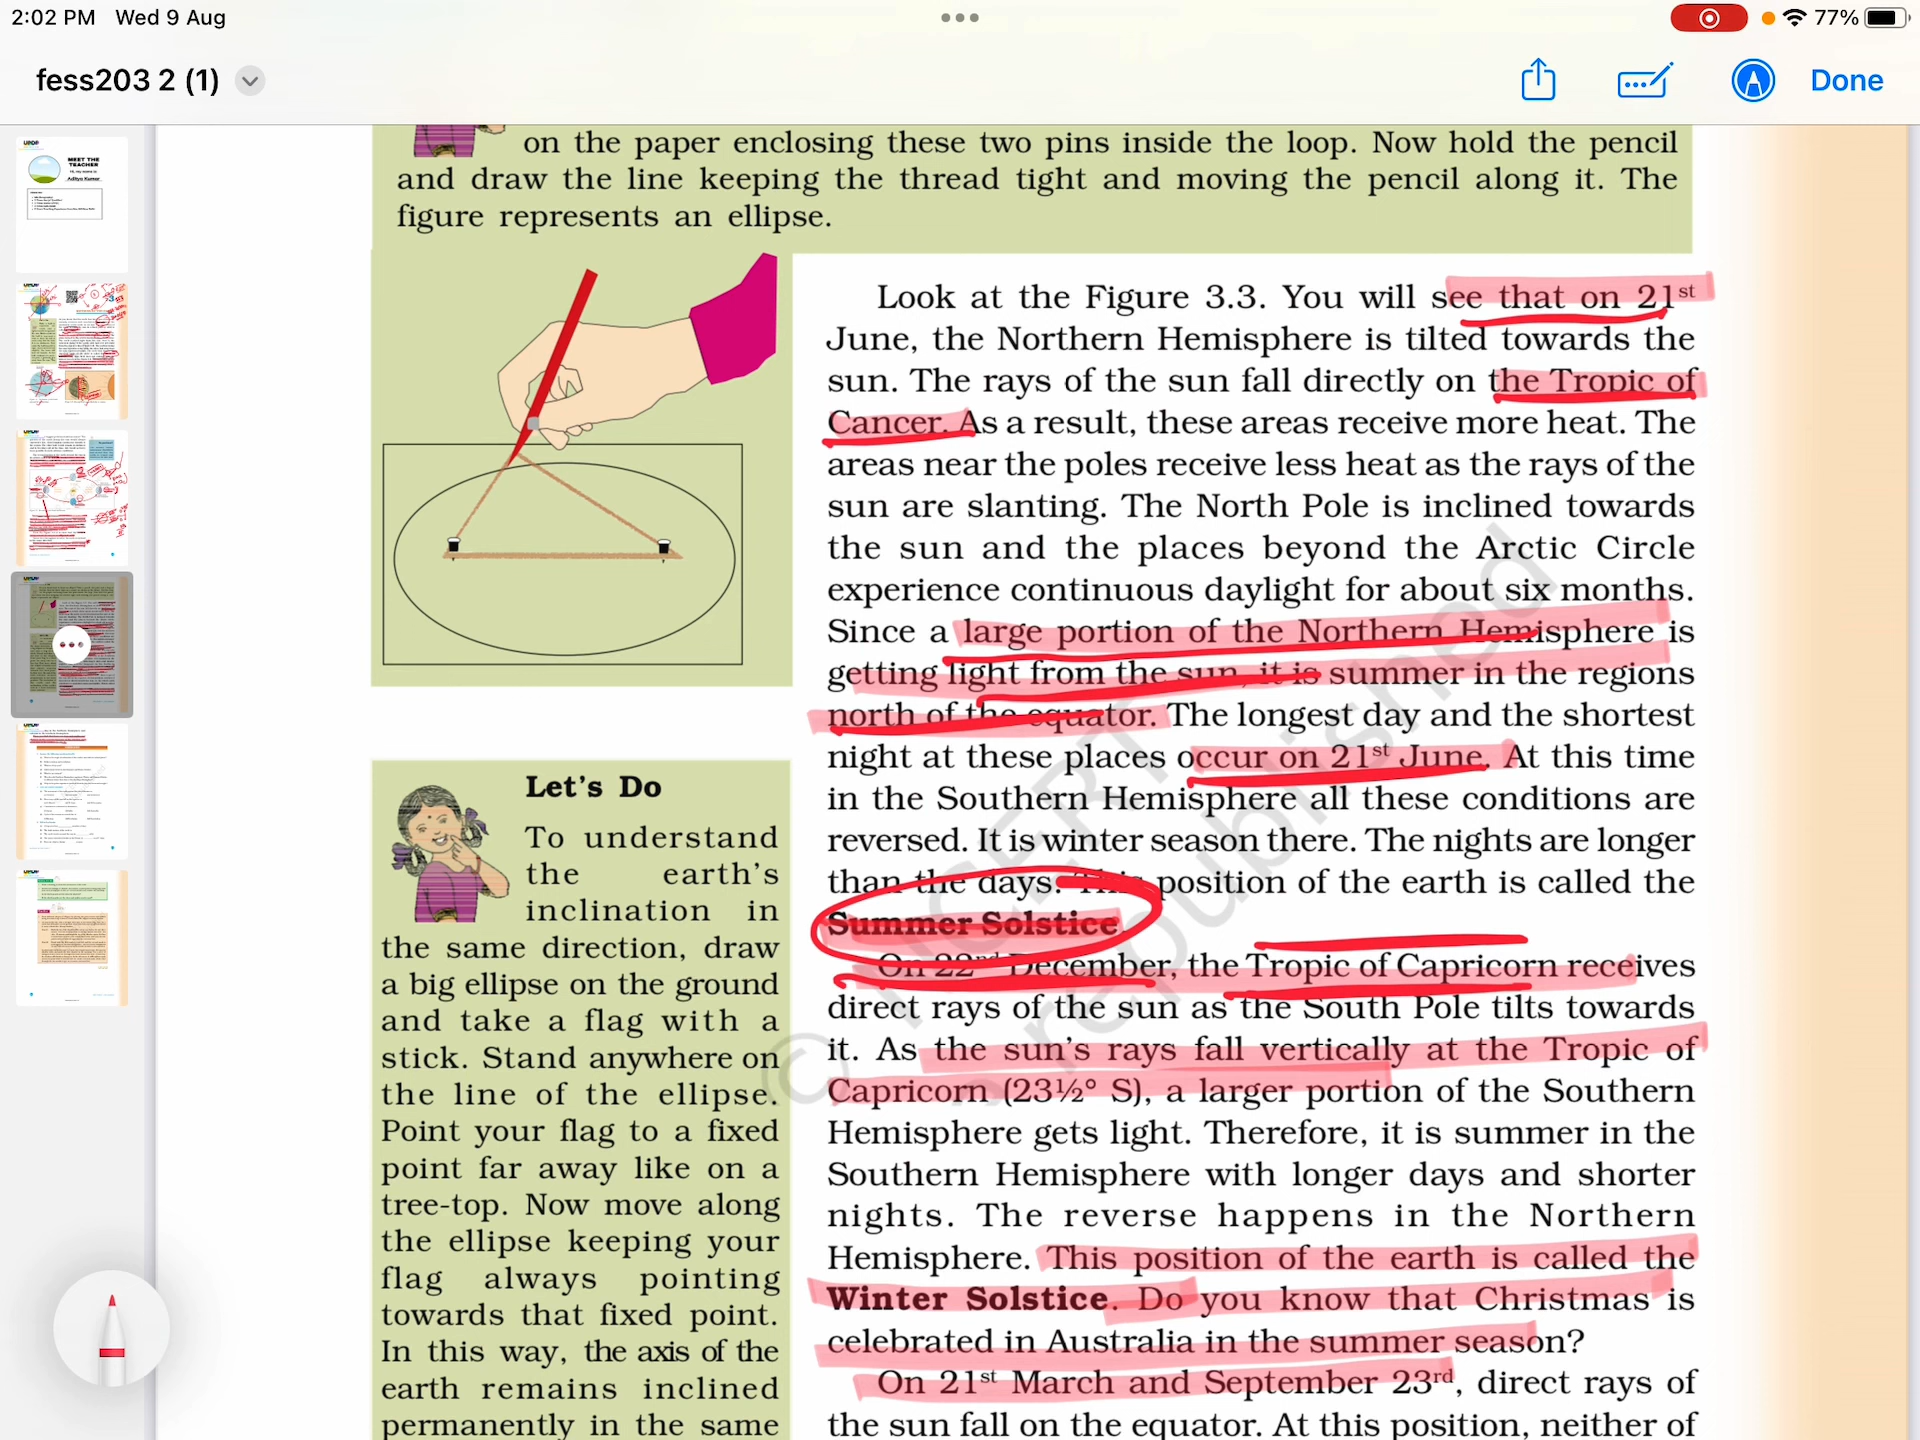 2:02 PM Wed 9 Aug
77%
fess203 2 (1)
Done
MEET THE
TEACHER
Aditya Kumar
on the paper enclosing these two pins inside the loop. Now hold the pencil
and draw the line keeping the thread tight and moving the pencil along it. The
figure represents an ellipse.
Let's Do
To understand
the earth's
inclination in
the same direction, draw
a big ellipse on the ground
and take a flag with a
stick. Stand anywhere on
the line of the ellipse.
Point your flag to a fixed
point far away like on a
tree-top. Now move along
the ellipse keeping your
flag always pointing
towards that fixed point.
In this way, the axis of the
earth remains inclined
permanently in the same
Look at the Figure 3.3. You will see that on 21st
June, the Northern Hemisphere is tilted towards the
sun. The rays of the sun fall directly on the Tropic of
Cancer. As a result, these areas receive more heat. The
areas near the poles receive less heat as the rays of the
sun are slanting. The North Pole is inclined towards
the sun and the places beyond the Arctic Circle
experience continuous daylight for about six months.
Since a large portion of the Northern Hemisphere is
getting light from the sun, it is summer in the regions
north of the equator. The longest day and the shortest
night at these places occur on 21st June. At this time
in the Southern Hemisphere all these conditions are
reversed. It is winter season there. The nights are longer
than the days. This position of the earth is called the
Summer Solstice.
On 22nd December, the Tropic of Capricorn receives
direct rays of the sun as the South Pole tilts towards
it. As the sun's rays fall vertically at the Tropic of
Capricorn (23½° S), a larger portion of the Southern
Hemisphere gets light. Therefore, it is summer in the
Southern Hemisphere with longer days and shorter
nights. The reverse happens in the Northern
Hemisphere. This position of the earth is called the
Winter Solstice. Do you know that Christmas is
celebrated in Australia in the summer season?
On 21st March and September 23rd, direct rays of
the sun fall on the equator. At this position, neither of
© NCERT
republished